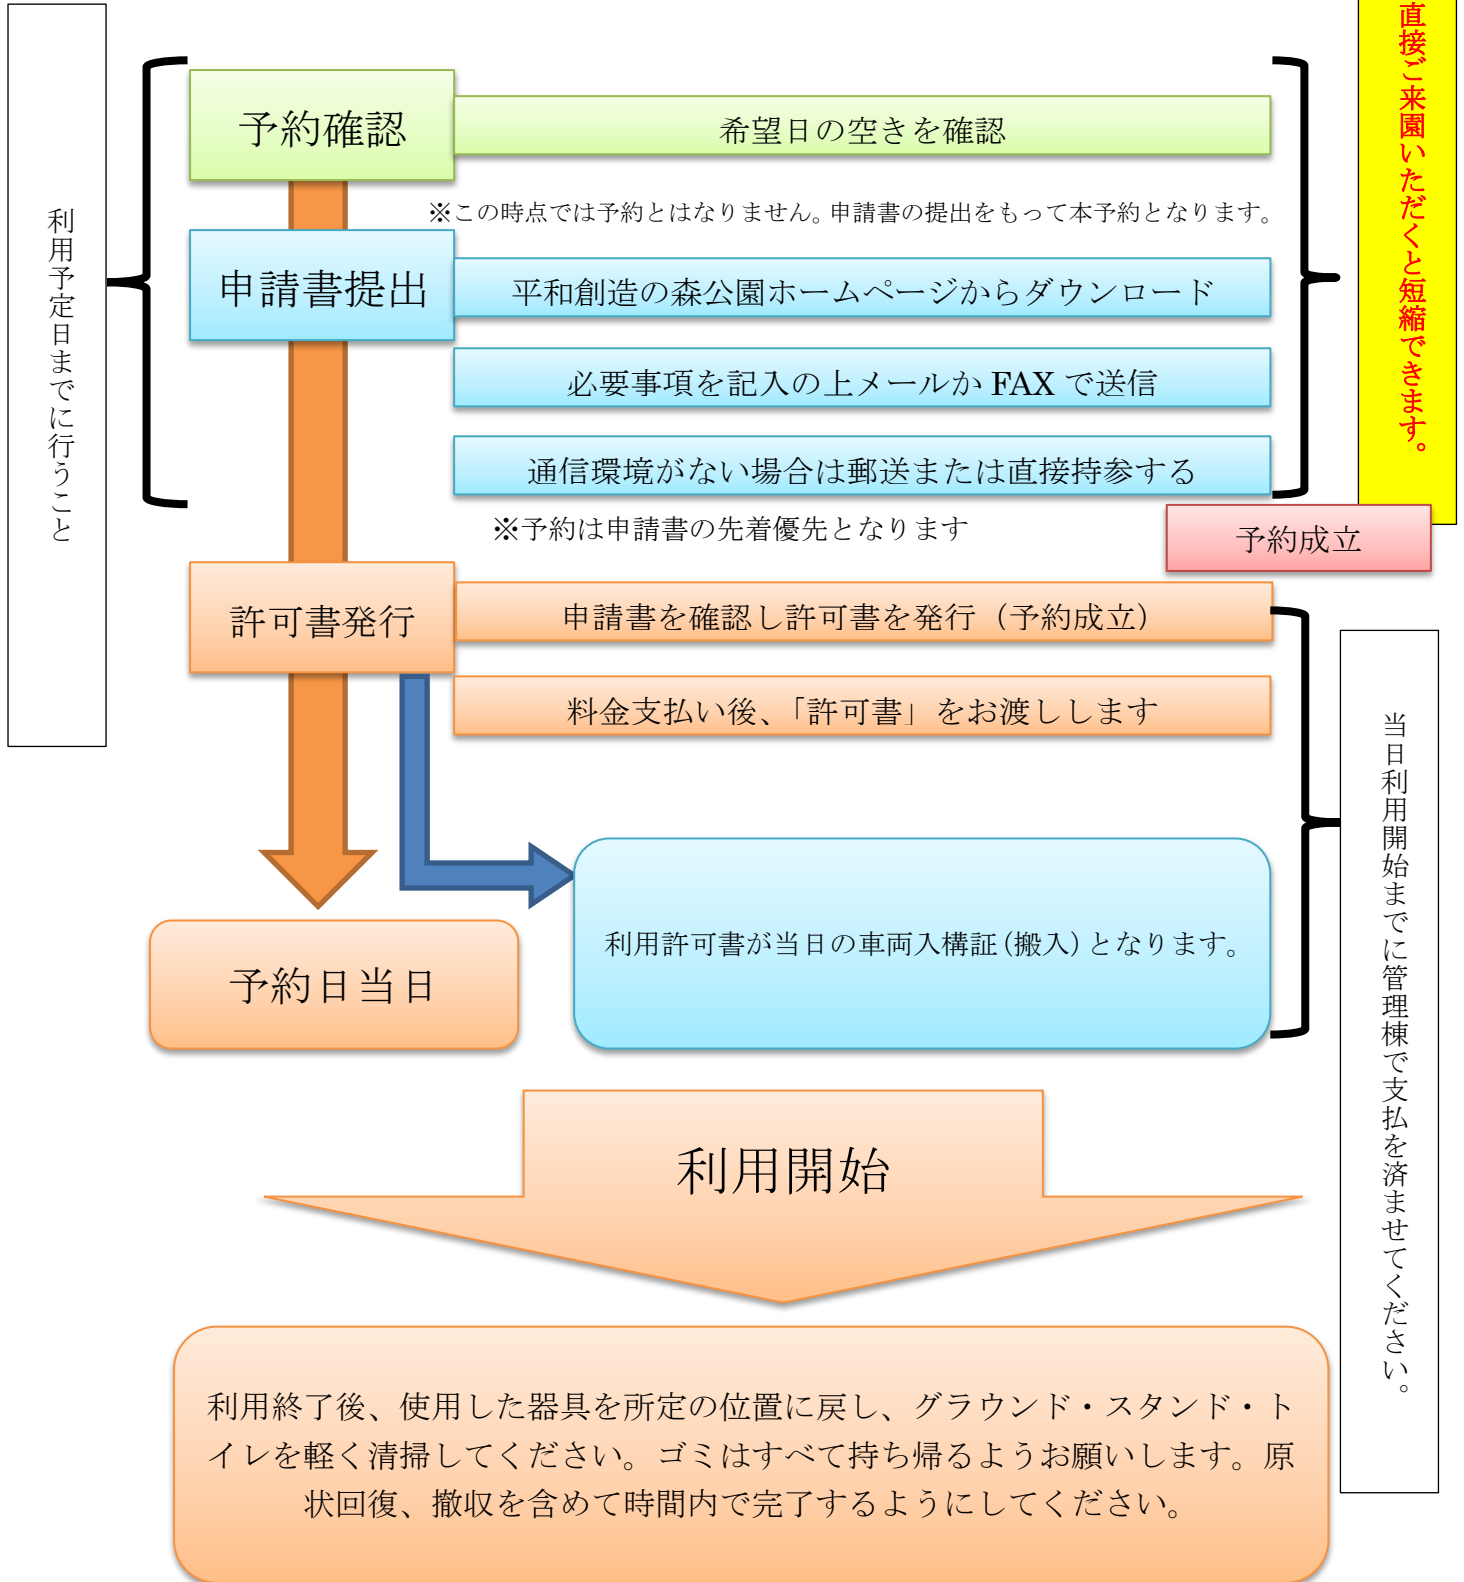 直接ご来園いただくと短縮できます。
利用予定日までに行うこと
予約確認
希望日の空きを確認
※この時点では予約とはなりません。申請書の提出をもって本予約となります。
申請書提出
平和創造の森公園ホームページからダウンロード
必要事項を記入の上メールか FAX で送信
通信環境がない場合は郵送または直接持参する
※予約は申請書の先着優先となります
予約成立
許可書発行
申請書を確認し許可書を発行（予約成立）
料金支払い後、「許可書」をお渡しします
当日利用開始までに管理棟で支払を済ませてください。
利用許可書が当日の車両入構証(搬入)となります。
予約日当日
利用開始
利用終了後、使用した器具を所定の位置に戻し、グラウンド・スタンド・ト
イレを軽く清掃してください。ゴミはすべて持ち帰るようお願いします。原
状回復、撤収を含めて時間内で完了するようにしてください。